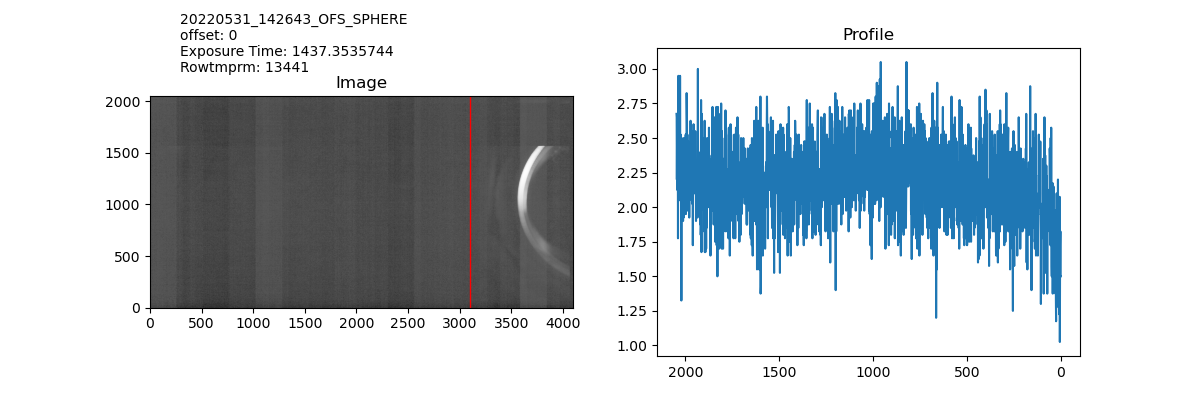 20220531_142643_OFS_SPHERE
offset: 0
Exposure Time: 1437.3535744
Rowtmprm: 13441
Image
2000
1500
1000
500
0
0 500 1000 1500 2000 2500 3000 3500 4000
Profile
3.00
2.75
2.50
2.25
2.00
1.75
1.50
1.25
1.00
2000 1500 1000 500 0